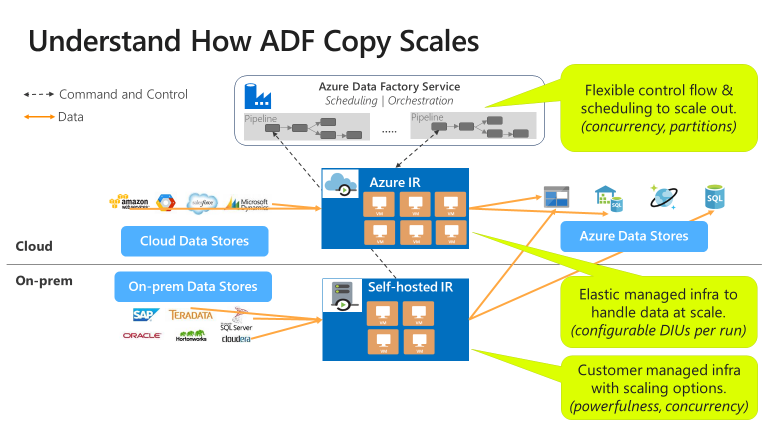 Understand How ADF Copy Scales
Command and Control
Data
Azure Data Factory Service
Scheduling | Orchestration
Pipeline
.....
Pipeline
Flexible control flow &
scheduling to scale out.
(concurrency, partitions)
amazon
web services
salesforce
Microsoft
Dynamics
Azure IR
VM VM VM
VM VM VM
SQL
SQL
Cloud Data Stores
Azure Data Stores
Cloud
On-prem
On-prem Data Stores
Self-hosted IR
VM VM
VM VM
SAP
TERADATA
Microsoft
SQL Server
ORACLE
Hortonworks
cloudera
Elastic managed infra to
handle data at scale.
(configurable DIUs per run)
Customer managed infra
with scaling options.
(powerfulness, concurrency)